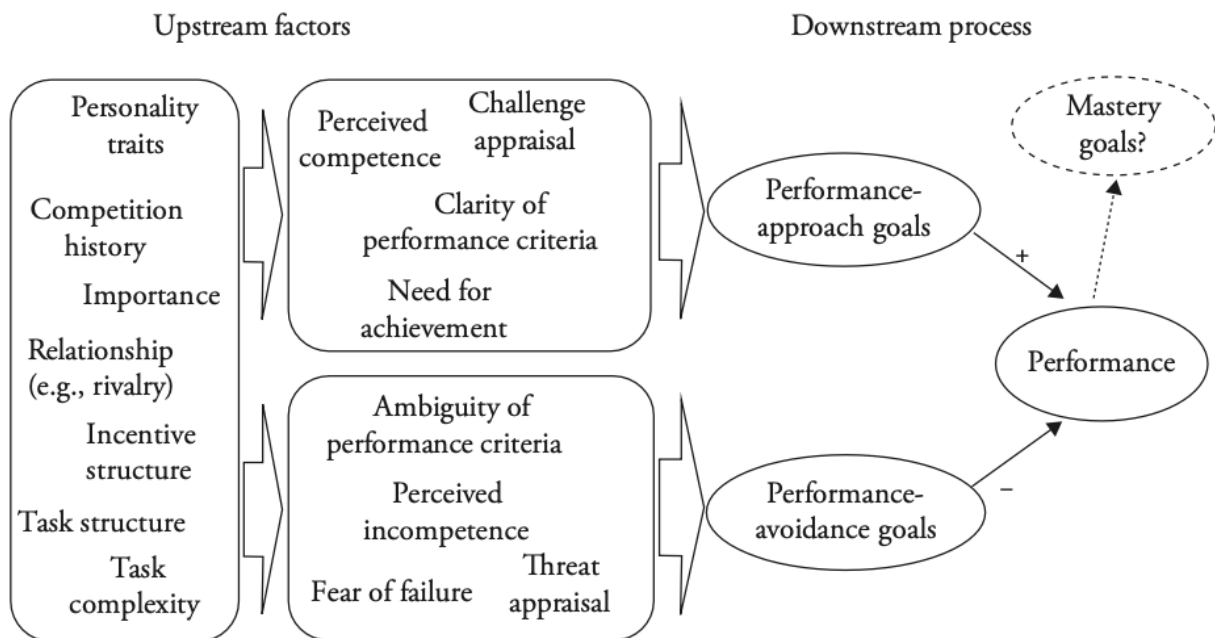 Upstream factors
Downstream process
Personality
traits
Competition
history
Importance
Relationship
(e.g., rivalry)
Incentive
structure
Task structure
Task
complexity
Perceived
competence
Challenge
appraisal
Clarity of
performance criteria
Need for
achievement
Ambiguity of
performance criteria
Perceived
incompetence
Fear of failure
Threat
appraisal
Performance-
approach goals
Performance-
avoidance goals
+
–
Performance
Mastery
goals?